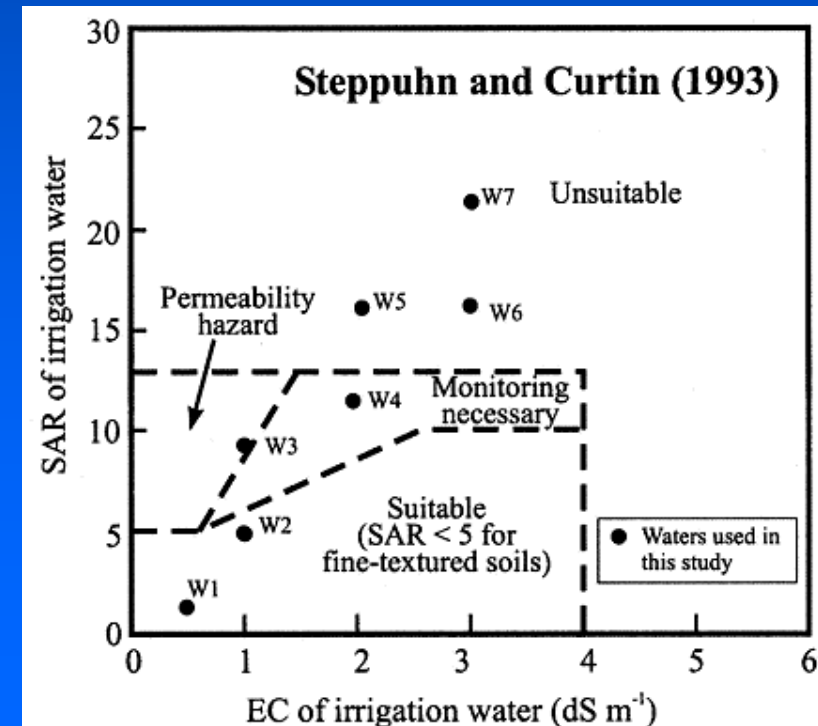 30
Steppuhn and Curtin (1993)
25
W7 Unsuitable
20
Permeability
hazard
W5
W6
15
Monitoring
necessary
W4
10
W3
Suitable
(SAR < 5 for
fine-textured soils)
W2
5
Waters used in
this study
W1
0
0 1 2 3 4 5 6
SAR of irrigation water
EC of irrigation water (dS m⁻¹)